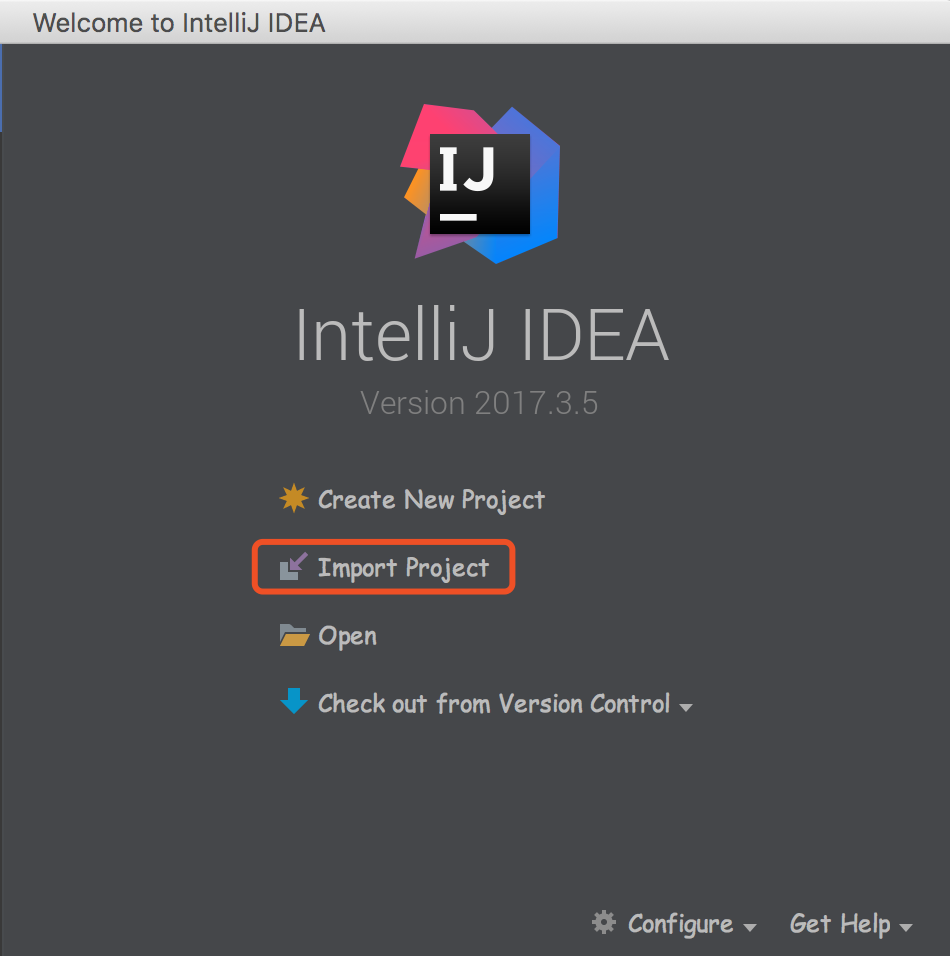 Welcome to IntelliJ IDEA
IJ
IntelliJ IDEA
Version 2017.3.5
Create New Project
Import Project
Open
Check out from Version Control
Configure
Get Help